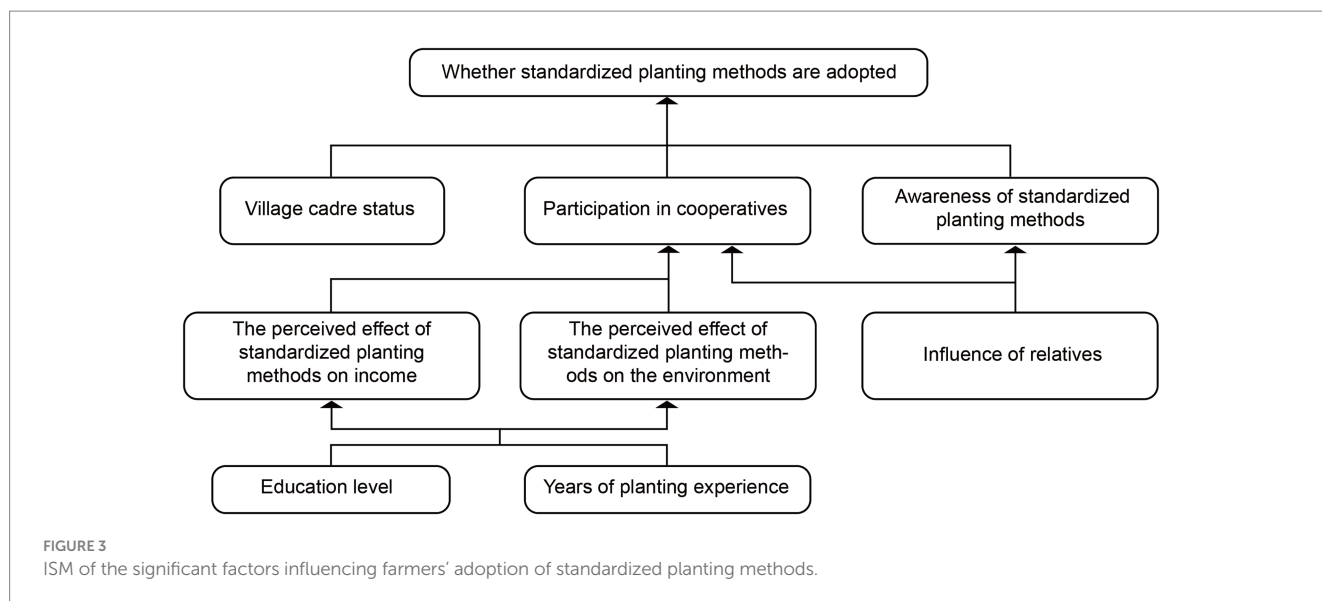 Whether standardized planting methods are adopted
Village cadre status
Participation in cooperatives
Awareness of standardized
planting methods
The perceived effect of
standardized planting
methods on income
The perceived effect of
standardized planting meth-
ods on the environment
Influence of relatives
Education level
Years of planting experience
FIGURE 3
ISM of the significant factors influencing farmers’ adoption of standardized planting methods.